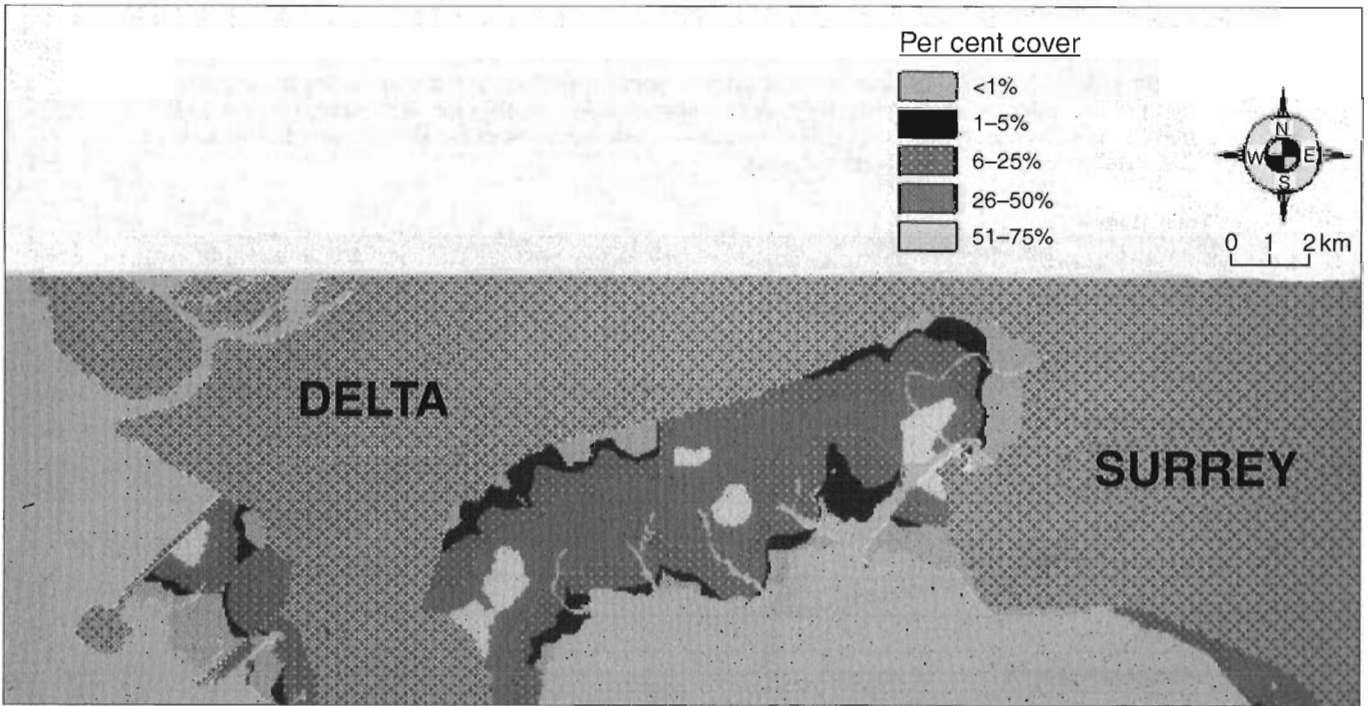 Per cent cover
<1%
1–5%
6–25%
26–50%
51–75%
N
W E
S
0 1 2 km
DELTA
SURREY